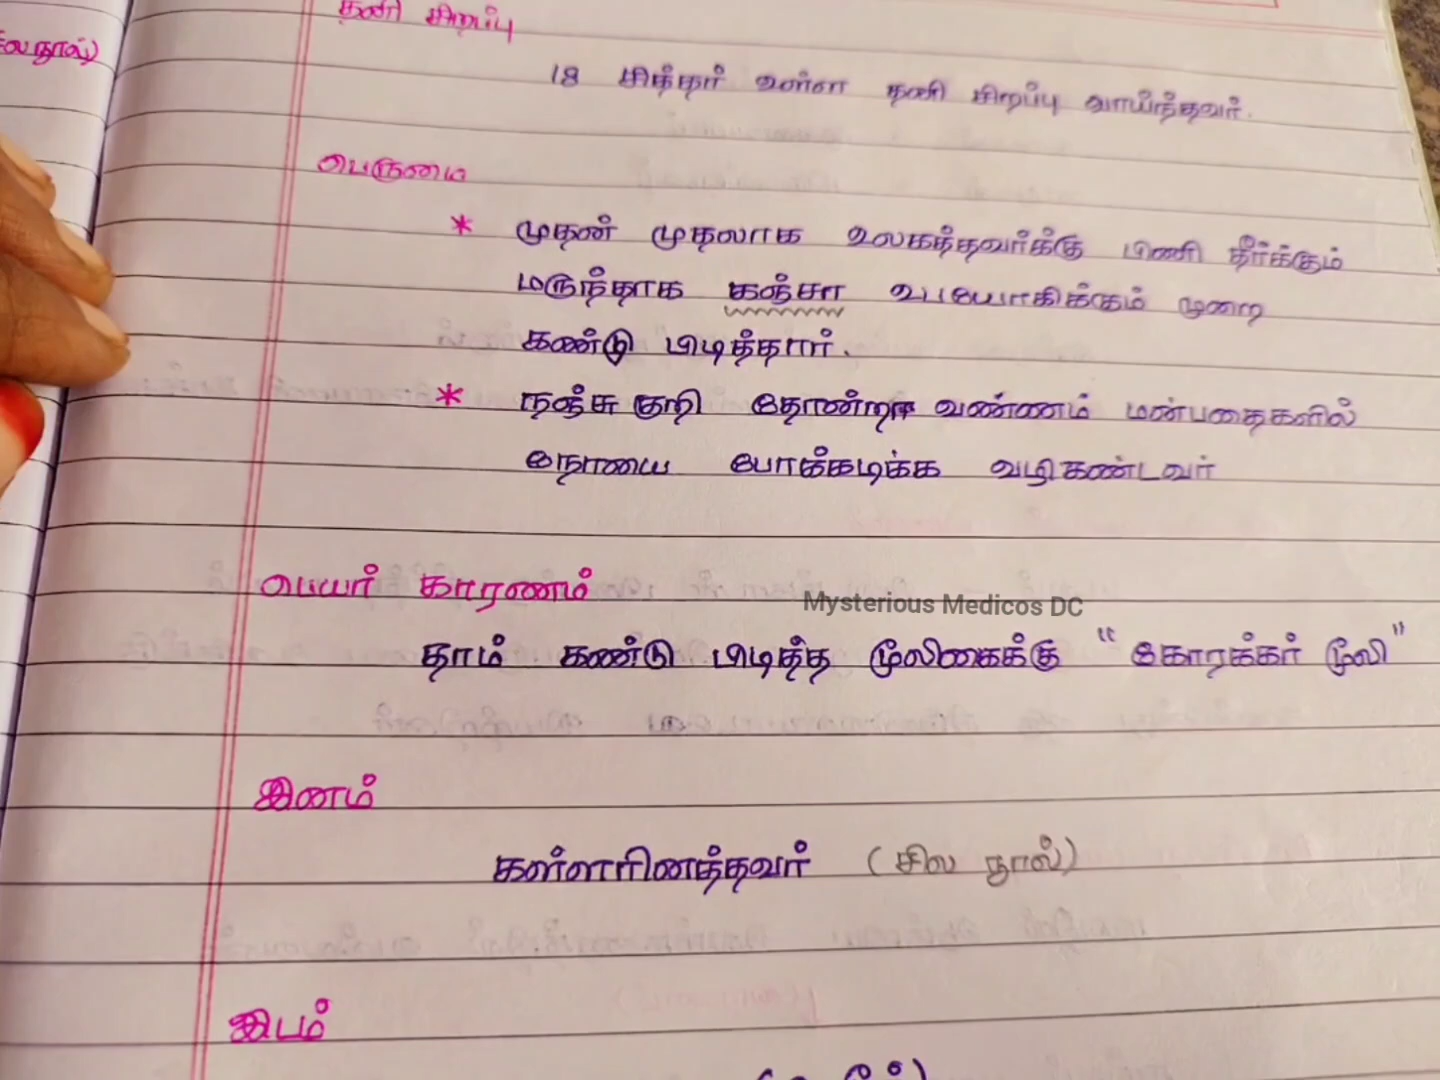 தனி சிறப்பு
சில நூல்)
18 சித்தர் உள்ள தனி சிறப்பு வாய்ந்தவர்.
பெருமை
* முதன் முதலாக உலகத்தவர்க்கு பிணி தீர்க்கும்
மருந்தாக கஞ்சா உபயோகிக்கும் முறை
கண்டு பிடித்தார்.
* நஞ்சு குறி தோன்றா வண்ணம் மண்பதைகளில்
நோயை போக்கடிக்க வழிகண்டவர்
பெயர் காரணம்
Mysterious Medicos DC
தாம் கண்டு பிடித்த மூலிகைக்கு "கோரக்கர் மூலி"
இனம்
கள்ளரினத்தவர் (சில நூல்)
இடம்